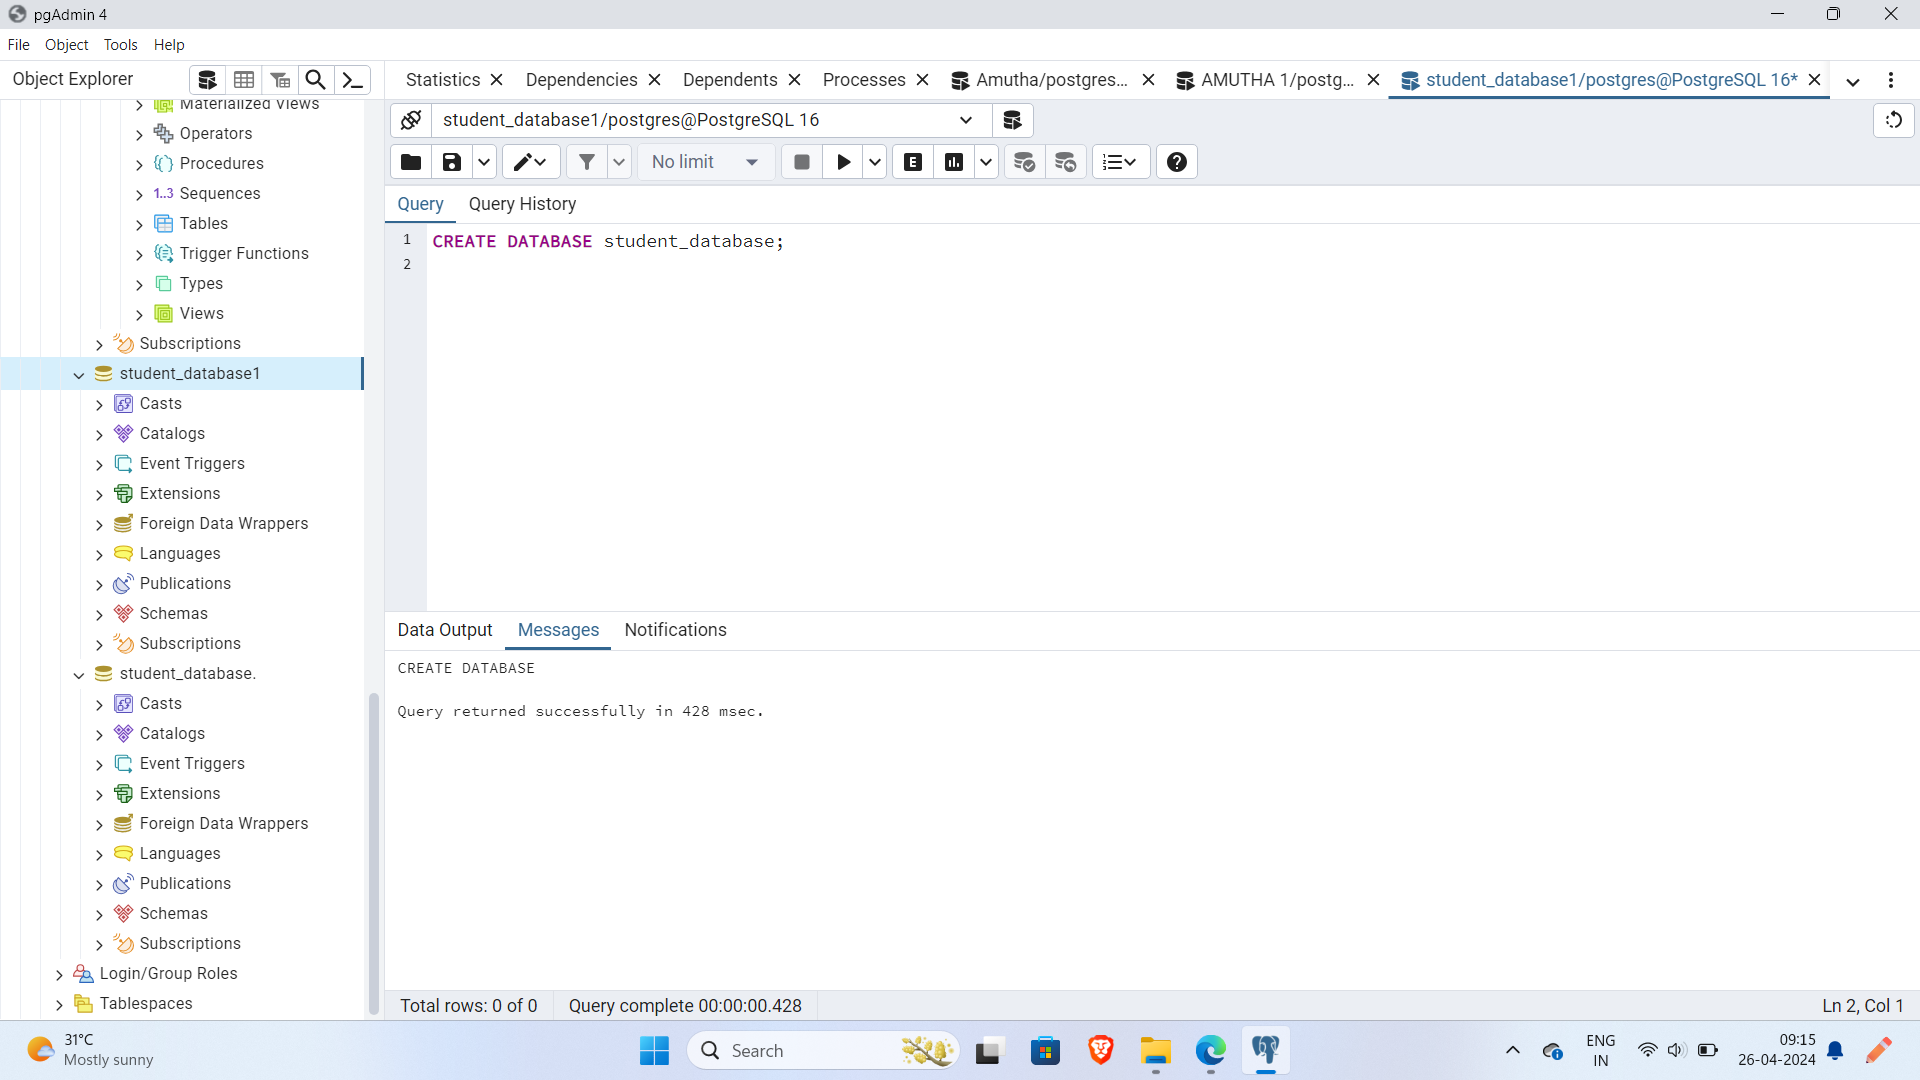 pgAdmin 4
File Object Tools Help
Object Explorer
Statistics Dependencies Dependents Processes Amutha/postgres... AMUTHA 1/postg... student_database1/postgres@PostgreSQL 16*
student_database1/postgres@PostgreSQL 16
No limit
E
Query Query History
1 CREATE DATABASE student_database;
2
Materialized Views
Operators
Procedures
1..3 Sequences
Tables
Trigger Functions
Types
Views
Subscriptions
student_database1
Casts
Catalogs
Event Triggers
Extensions
Foreign Data Wrappers
Languages
Publications
Schemas
Subscriptions
student_database.
Casts
Catalogs
Event Triggers
Extensions
Foreign Data Wrappers
Languages
Publications
Schemas
Subscriptions
Login/Group Roles
Tablespaces
Data Output Messages Notifications
CREATE DATABASE
Query returned successfully in 428 msec.
Total rows: 0 of 0 Query complete 00:00:00.428 Ln 2, Col 1
31°C
Mostly sunny
Search
ENG
IN
09:15
26-04-2024